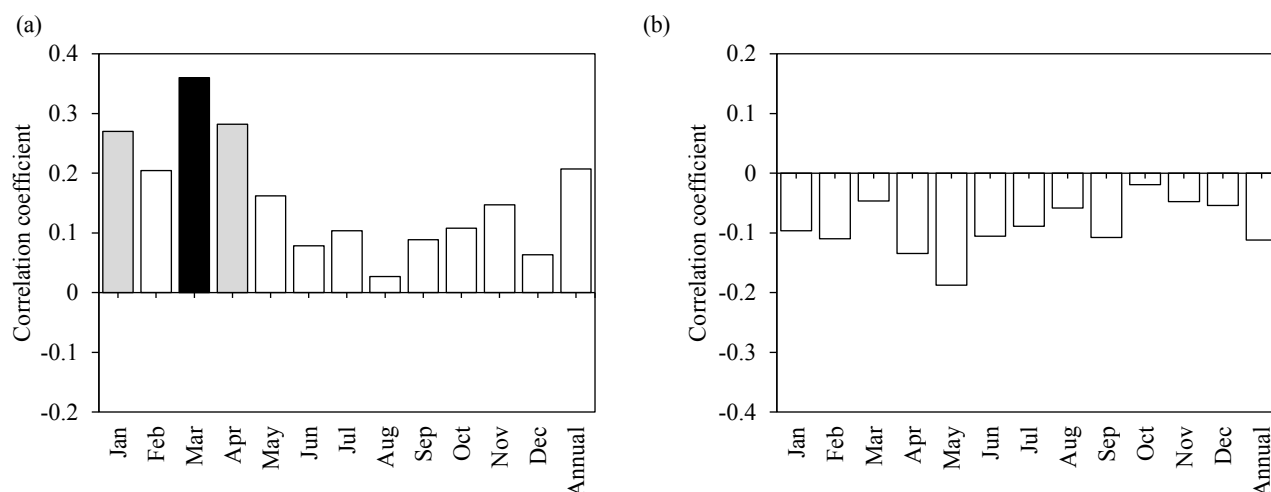 (a)
Correlation coefficient
0.4
0.3
0.2
0.1
0
-0.1
-0.2
Jan
Feb
Mar
Apr
May
Jun
Jul
Aug
Sep
Oct
Nov
Dec
Annual
(b)
Correlation coefficient
0.2
0.1
0
-0.1
-0.2
-0.3
-0.4
Jan
Feb
Mar
Apr
May
Jun
Jul
Aug
Sep
Oct
Nov
Dec
Annual